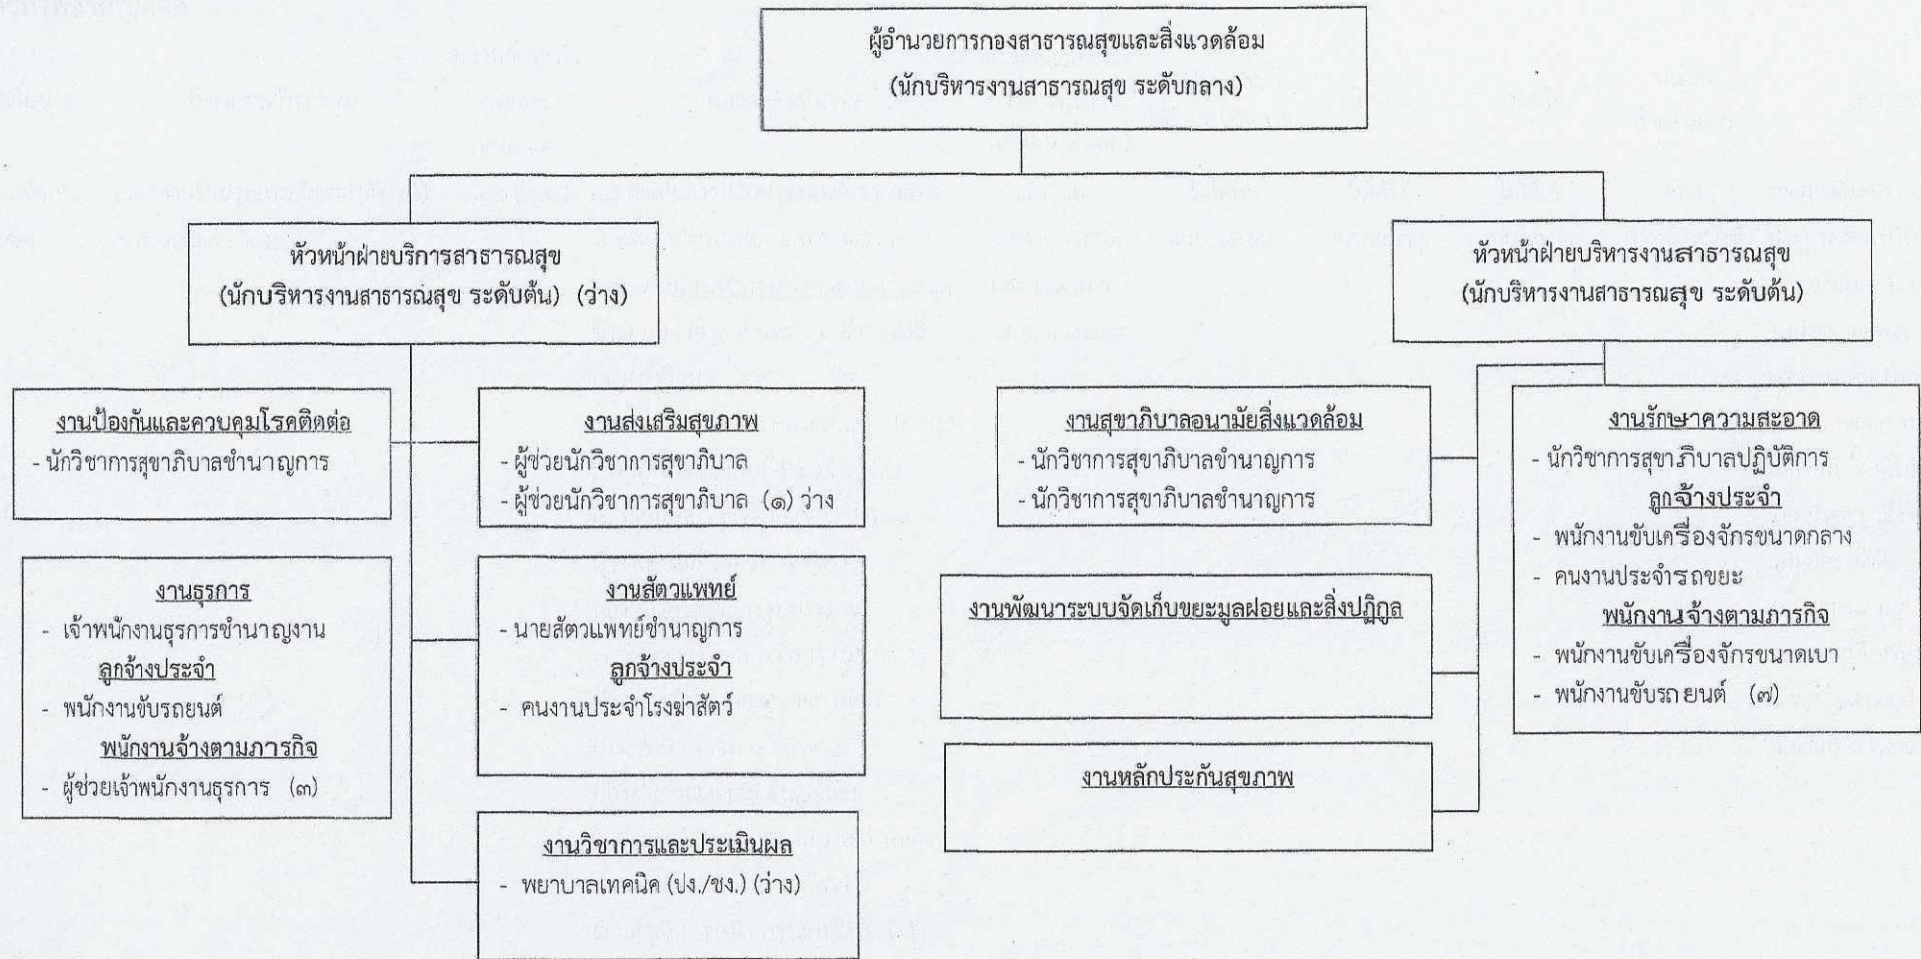 ผู้อำนวยการกองสาธารณสุขและสิ่งแวดล้อม
(นักบริหารงานสาธารณสุข ระดับกลาง)
หัวหน้าฝ่ายบริการสาธารณสุข
(นักบริหารงานสาธารณสุข ระดับต้น) (ว่าง)
หัวหน้าฝ่ายบริหารงานสาธารณสุข
(นักบริหารงานสาธารณสุข ระดับต้น)
งานป้องกันและควบคุมโรคติดต่อ
- นักวิชาการสุขาภิบาลชำนาญการ
งานส่งเสริมสุขภาพ
- ผู้ช่วยนักวิชาการสุขาภิบาล
- ผู้ช่วยนักวิชาการสุขาภิบาล (๑) ว่าง
งานสุขาภิบาลอนามัยสิ่งแวดล้อม
- นักวิชาการสุขาภิบาลชำนาญการ
- นักวิชาการสุขาภิบาลชำนาญการ
งานรักษาความสะอาด
- นักวิชาการสุขาภิบาลปฏิบัติการ
ลูกจ้างประจำ
- พนักงานขับเครื่องจักรขนาดกลาง
- คนงานประจำรถขยะ
พนักงานจ้างตามภารกิจ
- พนักงานขับเครื่องจักรขนาดเบา
- พนักงานขับรถยนต์ (๗)
งานธุรการ
- เจ้าพนักงานธุรการชำนาญงาน
ลูกจ้างประจำ
- พนักงานขับรถยนต์
พนักงานจ้างตามภารกิจ
- ผู้ช่วยเจ้าพนักงานธุรการ (๓)
งานสัตวแพทย์
- นายสัตวแพทย์ชำนาญการ
ลูกจ้างประจำ
- คนงานประจำโรงฆ่าสัตว์
งานพัฒนาระบบจัดเก็บขยะมูลฝอยและสิ่งปฏิกูล
งานหลักประกันสุขภาพ
งานวิชาการและประเมินผล
- พยาบาลเทคนิค (ปง./ชง.) (ว่าง)